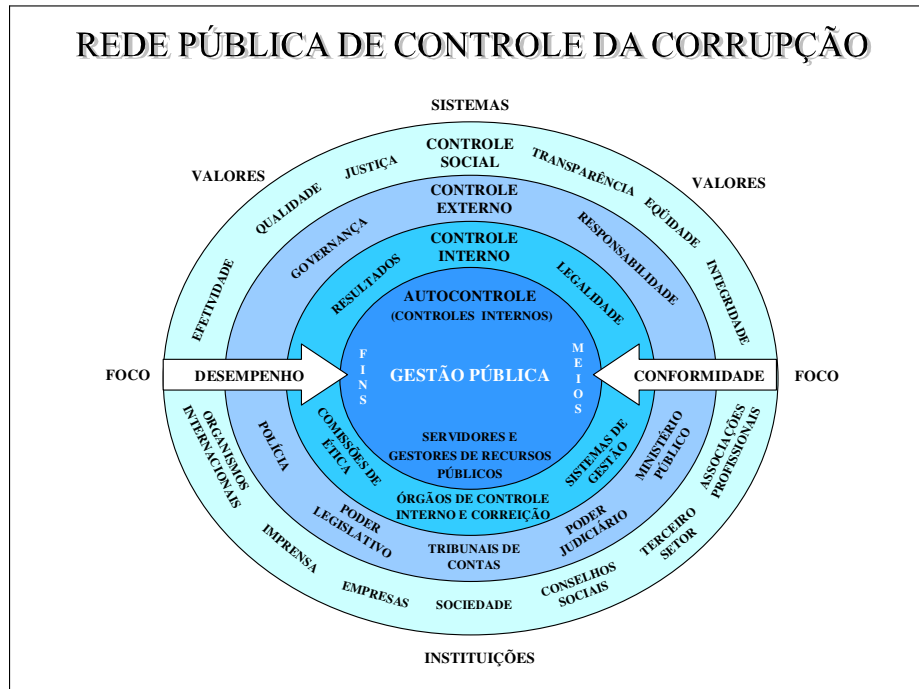 REDE PÚBLICA DE CONTROLE DA CORRUPÇÃO
SISTEMAS
VALORES
VALORES
CONTROLE
SOCIAL
EFETIVIDADE
QUALIDADE
JUSTIÇA
TRANSPARÊNCIA
EQÜIDADE
INTEGRIDADE
CONTROLE
EXTERNO
GOVERNANÇA
RESPONSABILIDADE
CONTROLE
INTERNO
RESULTADOS
LEGALIDADE
AUTOCONTROLE
(CONTROLES INTERNOS)
FOCO
DESEMPENHO
FINS
GESTÃO PÚBLICA
MEIOS
CONFORMIDADE
FOCO
SERVIDORES E
GESTORES DE RECURSOS
PÚBLICOS
COMISSÕES DE
ÉTICA
ÓRGÃOS DE CONTROLE
INTERNO E CORREIÇÃO
SISTEMAS DE
GESTÃO
POLÍCIA
PODER
LEGISLATIVO
TRIBUNAIS DE
CONTAS
PODER
JUDICIÁRIO
MINISTÉRIO
PÚBLICO
ORGANISMOS
INTERNACIONAIS
IMPRENSA
EMPRESAS
SOCIEDADE
CONSELHOS
SOCIAIS
TERCEIRO
SETOR
ASSOCIAÇÕES
PROFISSIONAIS
INSTITUIÇÕES